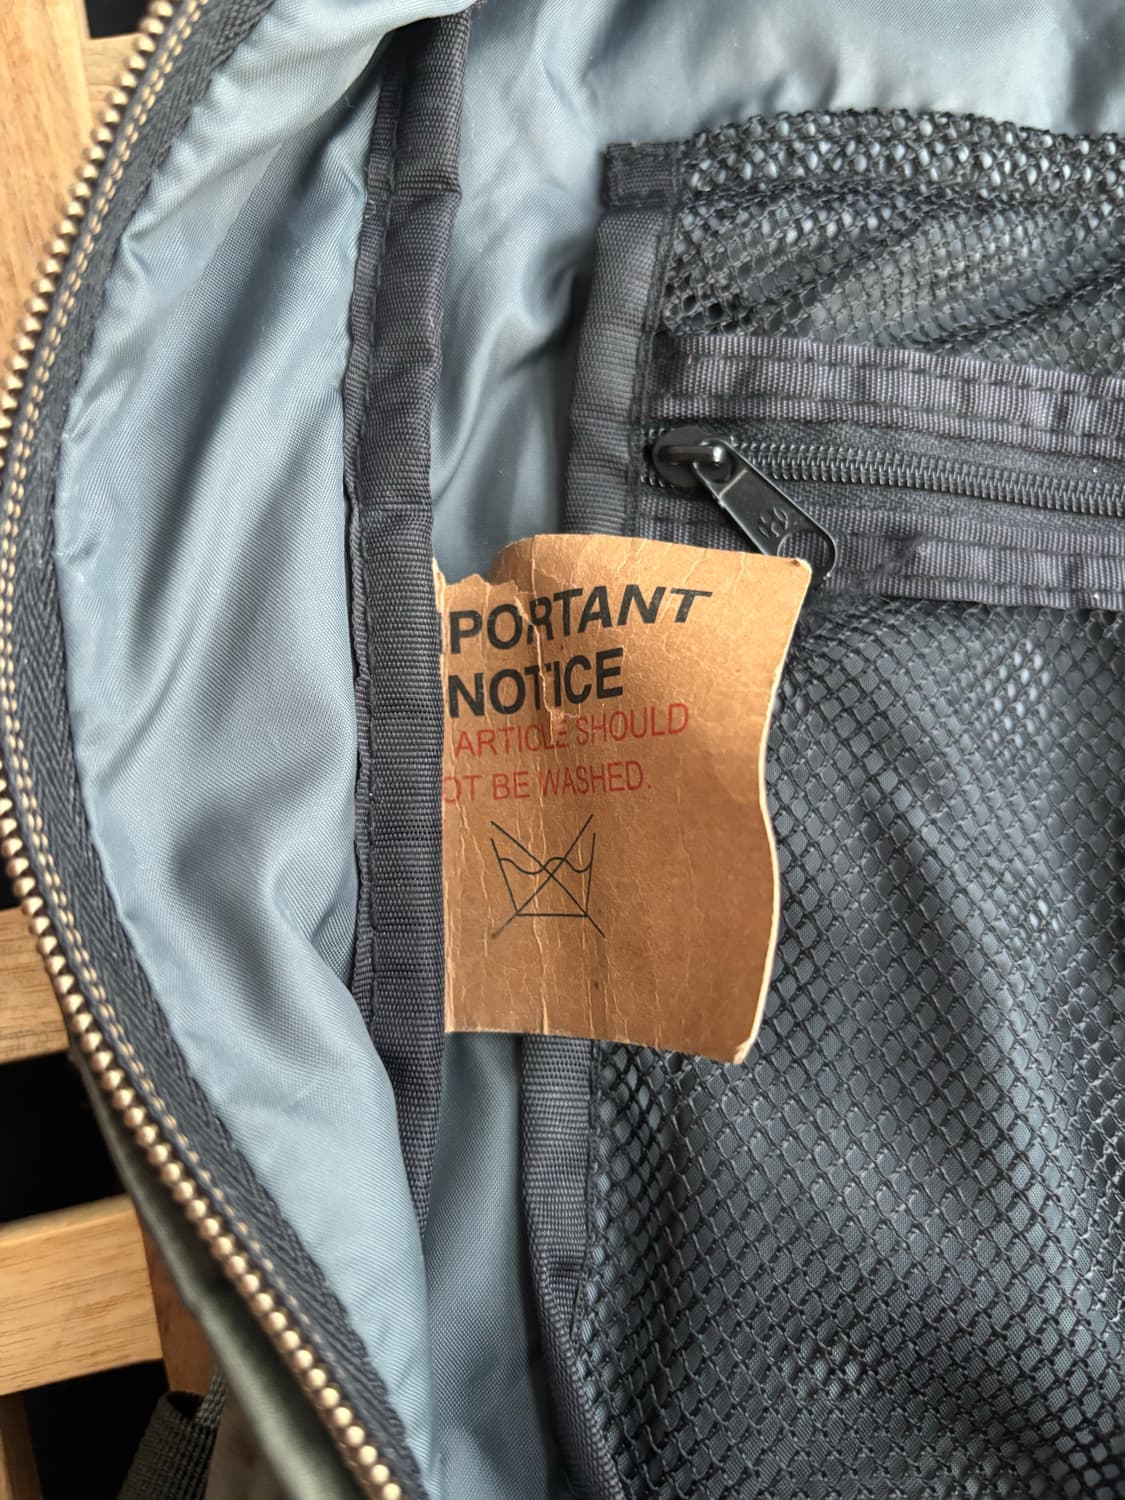 PORTANT
NOTICE
ARTICLE SHOULD
OT BE WASHED.